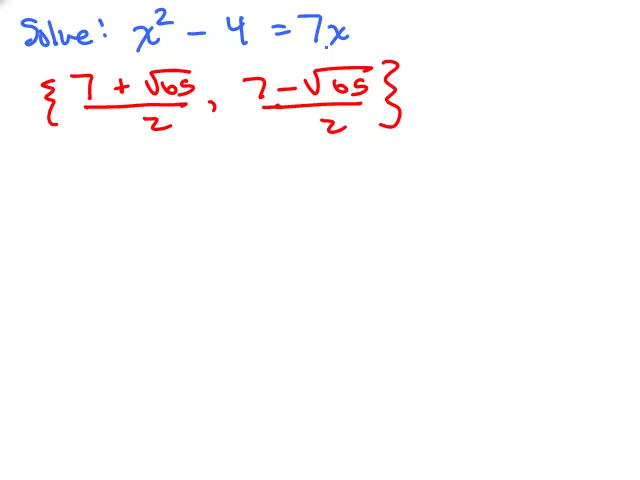 Solve: x² - 4 = 7x
{ (7 + √65)/2 , (7 - √65)/2 }